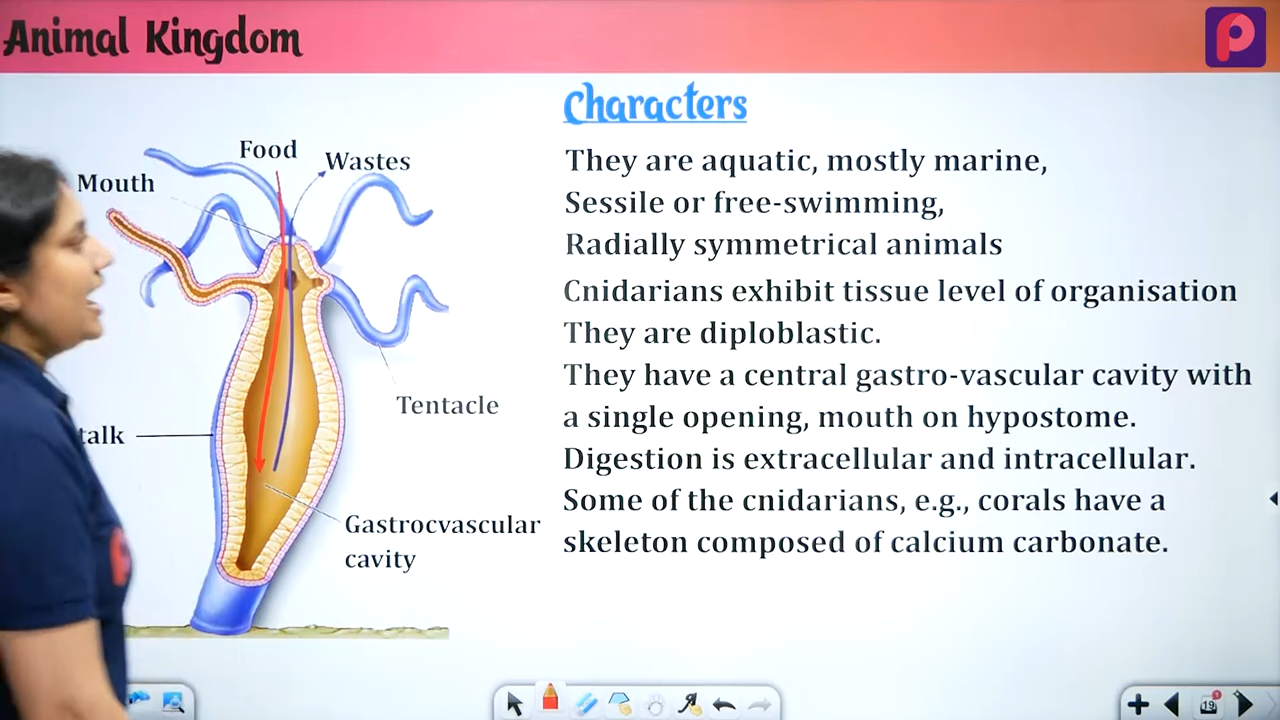 Animal Kingdom
Characters
Food
Wastes
Mouth
Tentacle
talk
Gastrocvascular
cavity
They are aquatic, mostly marine,
Sessile or free-swimming,
Radially symmetrical animals
Cnidarians exhibit tissue level of organisation
They are diploblastic.
They have a central gastro-vascular cavity with
a single opening, mouth on hypostome.
Digestion is extracellular and intracellular.
Some of the cnidarians, e.g., corals have a
skeleton composed of calcium carbonate.
19